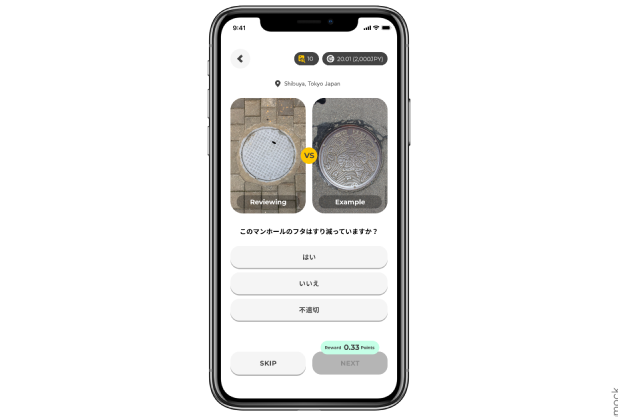 9:41
10
20.01 (2,000JPY)
Shibuya, Tokyo Japan
VS
Reviewing
Example
このマンホールのフタはすり減っていますか？
はい
いいえ
不適切
Reward 0.33 Points
SKIP
NEXT
mock